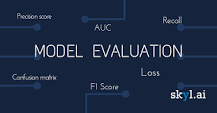 Precision score
AUC
Recall
MODEL EVALUATION
Confusion matrix
F1 Score
Loss
skyl.ai